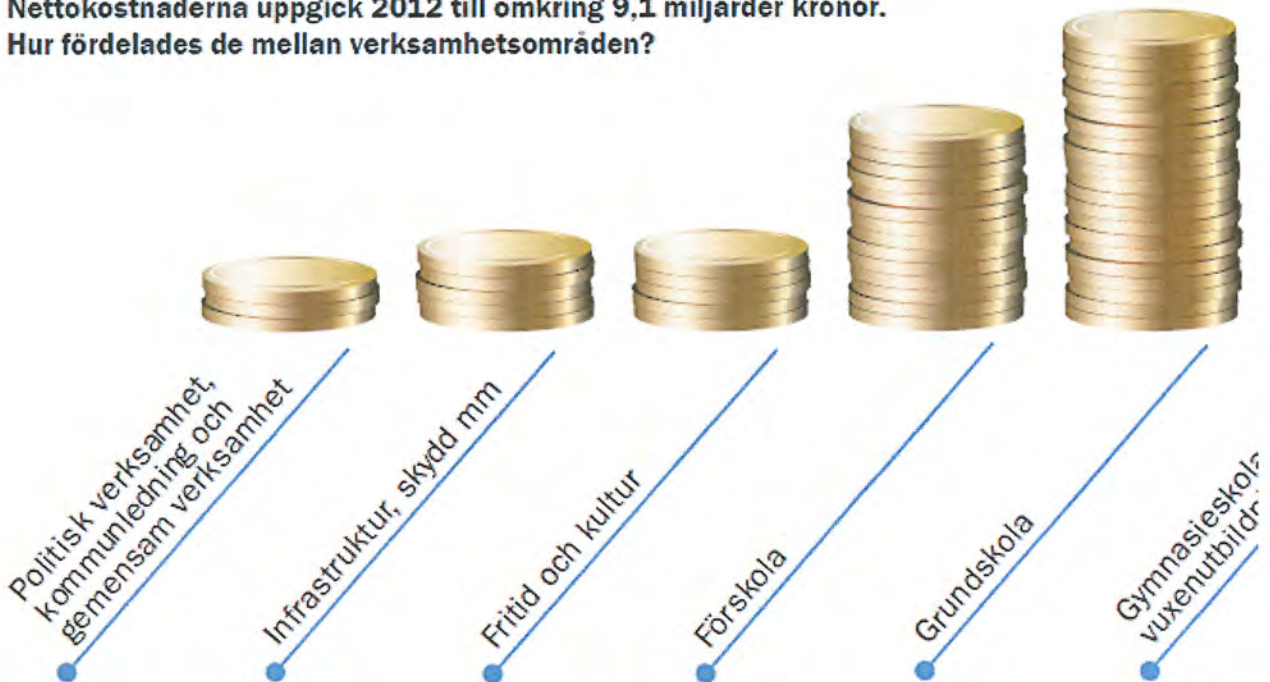 Nettokostnaderna uppgick 2012 till omkring 9,1 miljarder kronor.
Hur fördelades de mellan verksamhetsområden?
Politisk verksamhet,
kommunledning och
gemensam verksamhet
Infrastruktur, skydd mm
Fritid och kultur
Förskola
Grundskola
Gymnasieskola